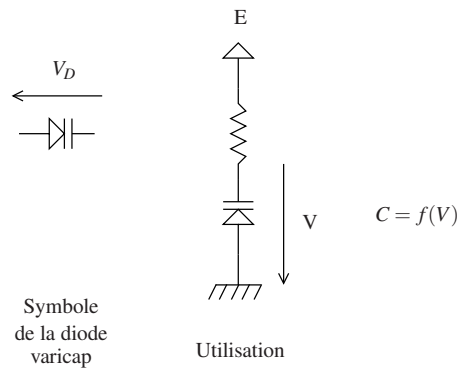 E
V_D
V
C = f(V)
Symbole
de la diode
varicap
Utilisation